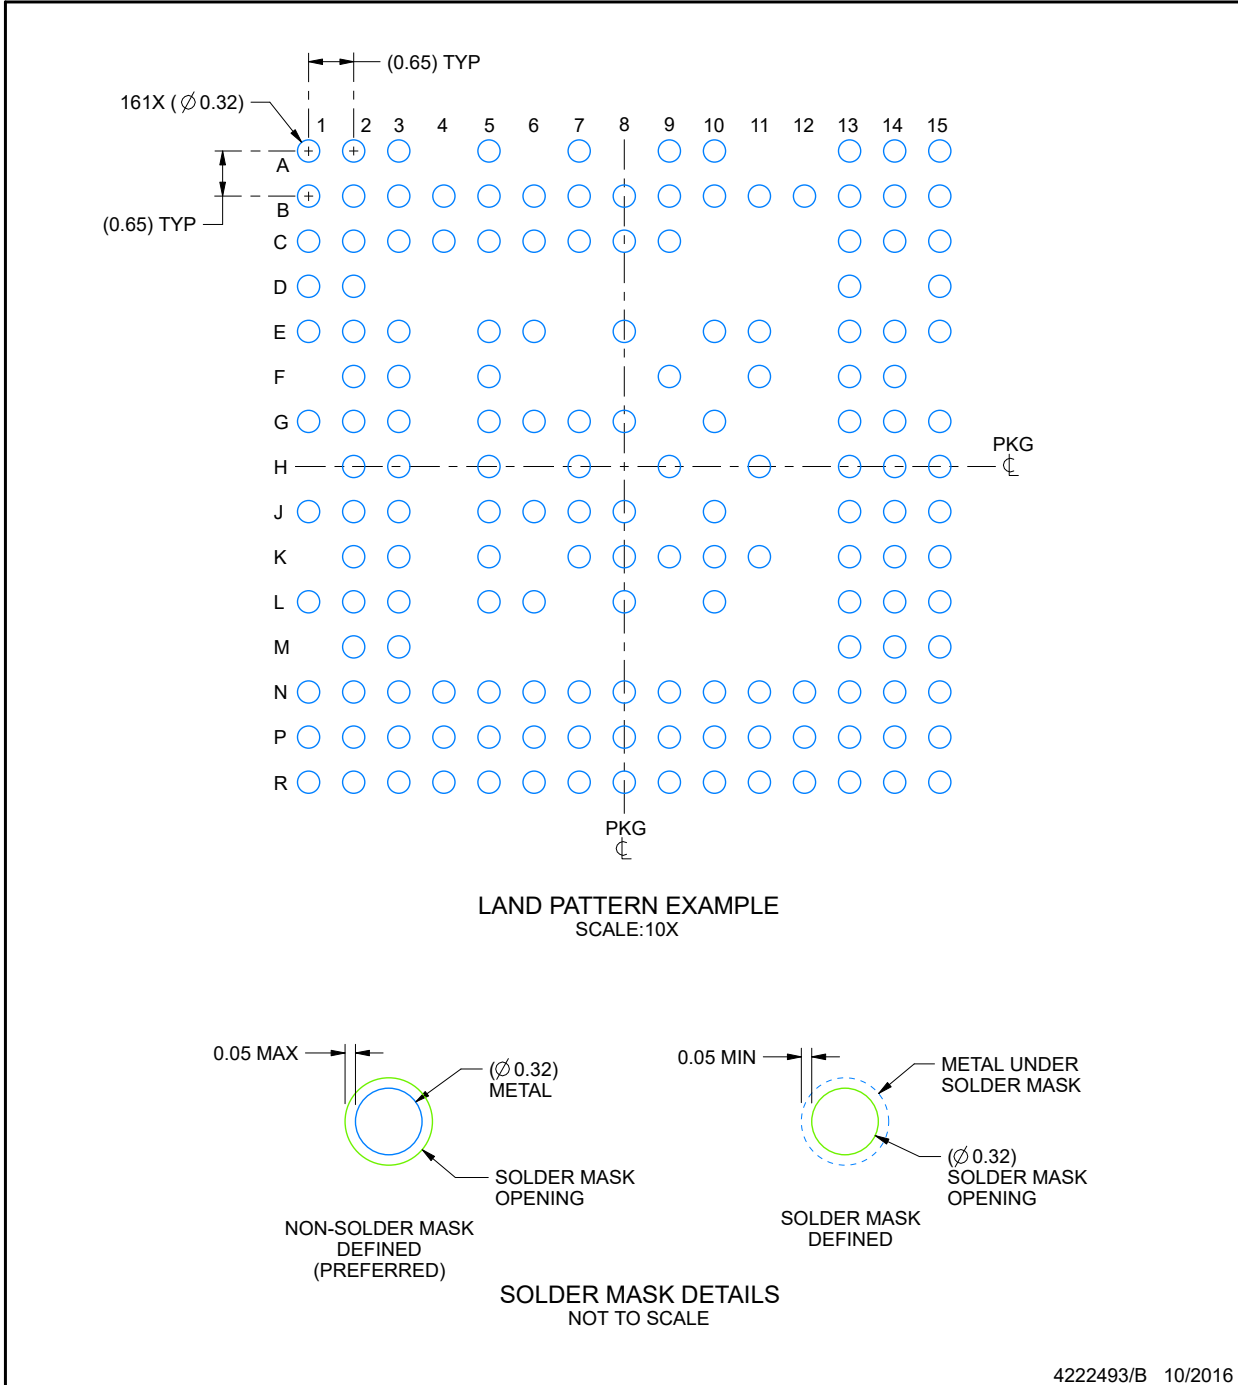 (0.65) TYP
161X (∅0.32)
1 2 3 4 5 6 7 8 9 10 11 12 13 14 15
A
B
(0.65) TYP
C
D
E
F
G
PKG
H
℄
J
K
L
M
N
P
R
PKG
℄
LAND PATTERN EXAMPLE
SCALE:10X
0.05 MAX
(∅0.32)
METAL
SOLDER MASK
OPENING
NON-SOLDER MASK
DEFINED
(PREFERRED)
0.05 MIN
METAL UNDER
SOLDER MASK
(∅0.32)
SOLDER MASK
OPENING
SOLDER MASK
DEFINED
SOLDER MASK DETAILS
NOT TO SCALE
4222493/B 10/2016